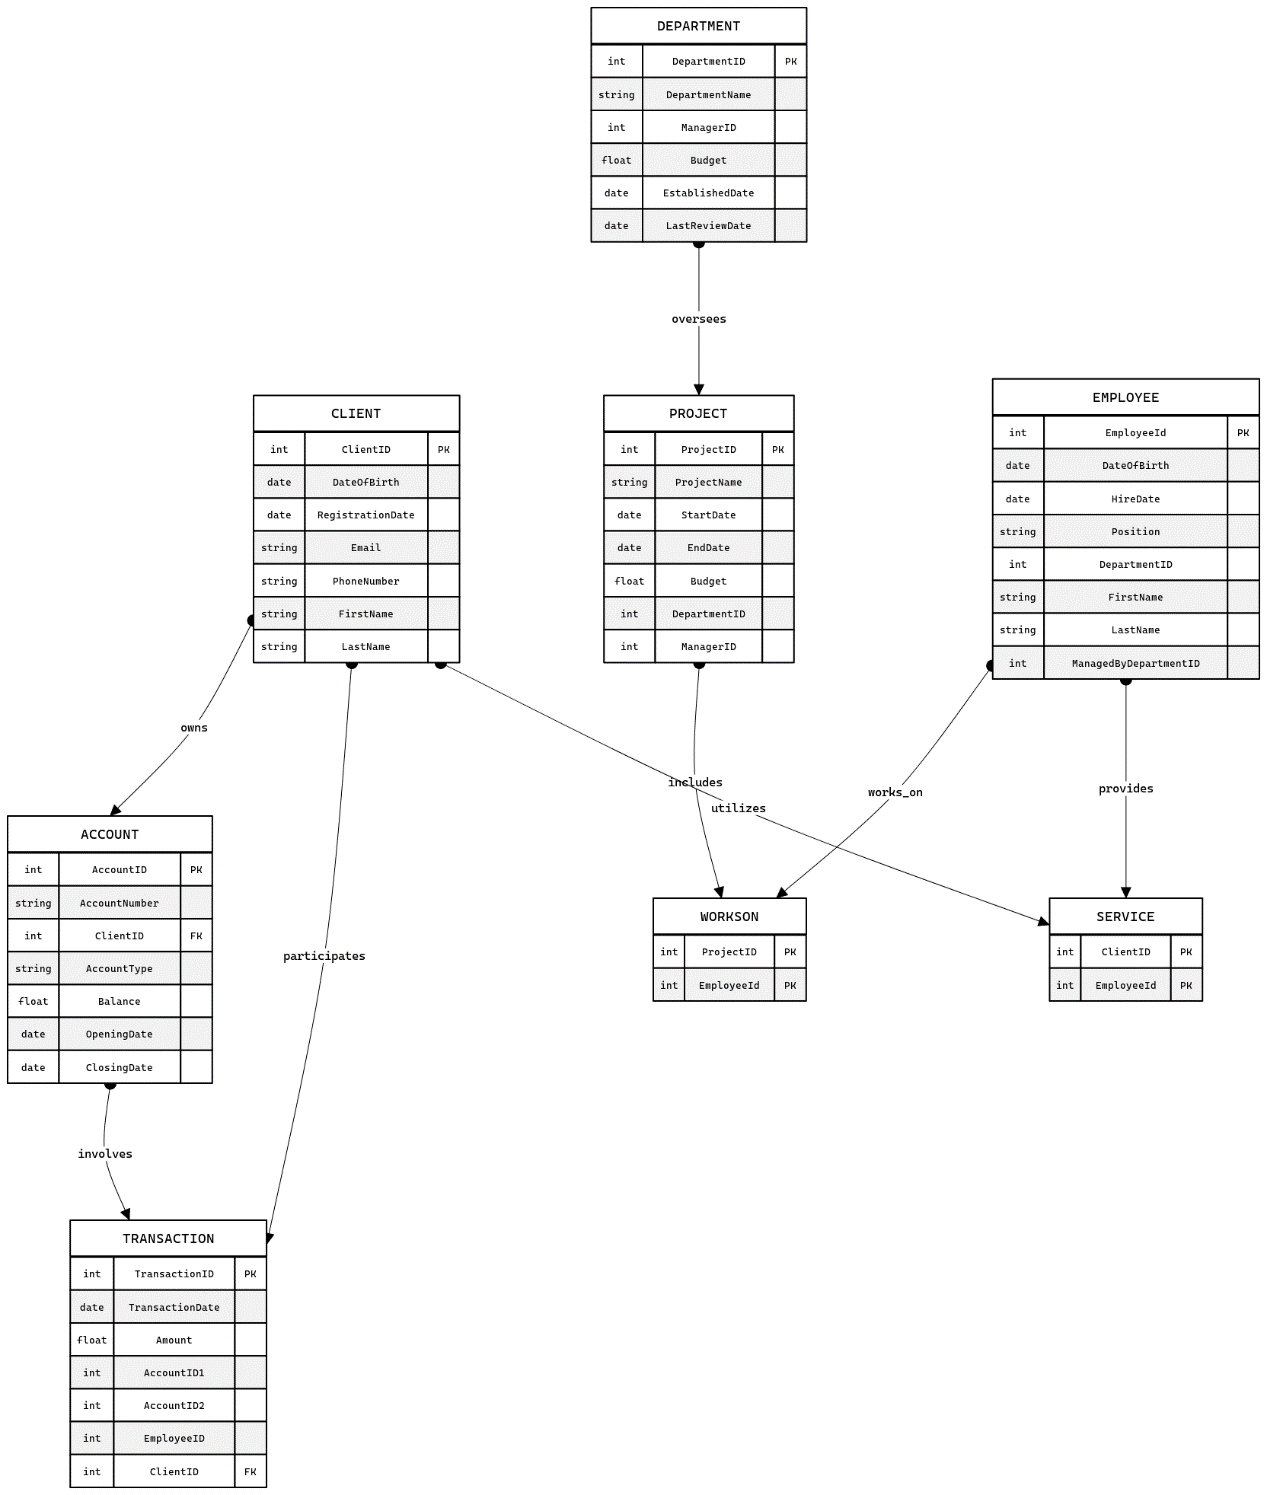 DEPARTMENT
int DepartmentID PK
string DepartmentName
int ManagerID
float Budget
date EstablishedDate
date LastReviewDate
oversees
CLIENT
int ClientID PK
date DateOfBirth
date RegistrationDate
string Email
string PhoneNumber
string FirstName
string LastName
PROJECT
int ProjectID PK
string ProjectName
date StartDate
date EndDate
float Budget
int DepartmentID
int ManagerID
EMPLOYEE
int EmployeeId PK
date DateOfBirth
date HireDate
string Position
int DepartmentID
string FirstName
string LastName
int ManagedByDepartmentID
owns
includes
utilizes
works_on
provides
ACCOUNT
int AccountID PK
string AccountNumber
int ClientID FK
string AccountType
float Balance
date OpeningDate
date ClosingDate
participates
WORKSON
int ProjectID PK
int EmployeeId PK
SERVICE
int ClientID PK
int EmployeeId PK
involves
TRANSACTION
int TransactionID PK
date TransactionDate
float Amount
int AccountID1
int AccountID2
int EmployeeID
int ClientID FK